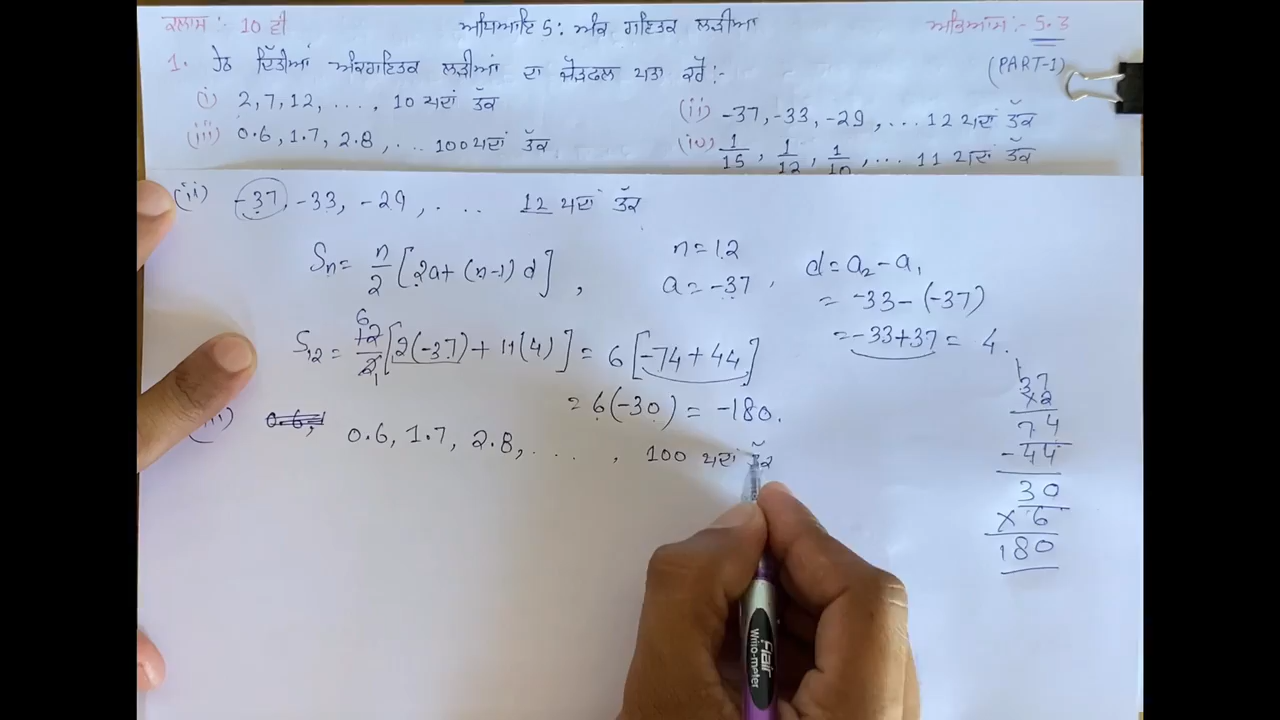 ਕਲਾਸ :- 10 ਵੀਂ ਅਧਿਆਇ 5: ਅੰਕ ਗਣਿਤਕ ਲੜੀਆਂ ਅਭਿਆਸ :- 5.3
1. ਹੇਠ ਦਿੱਤੀਆਂ ਅੰਕਗਣਿਤਕ ਲੜੀਆਂ ਦਾ ਜੋੜਫਲ ਪਤਾ ਕਰੋ :- (PART-1)
(i) 2, 7, 12, ...., 10 ਪਦਾਂ ਤੱਕ (ii) -37, -33, -29, ... 12 ਪਦਾਂ ਤੱਕ
(iii) 0.6, 1.7, 2.8, ... 100 ਪਦਾਂ ਤੱਕ (iv) 1/15, 1/12, 1/10, ... 11 ਪਦਾਂ ਤੱਕ
(ii) -37, -33, -29, .... 12 ਪਦਾਂ ਤੱਕ
Sn = n/2 [2a + (n-1) d], n = 12 d = a2 - a1
a = -37, = -33 - (-37)
= -33 + 37 = 4.
S12 = 12/2 [2(-37) + 11(4)] = 6 [-74 + 44]
= 6(-30) = -180.
0.6, 1.7, 2.8, ...., 100 ਪਦਾਂ ਤੱਕ
37
×2
74
-44
30
×6
180
Flair
Writo-meter